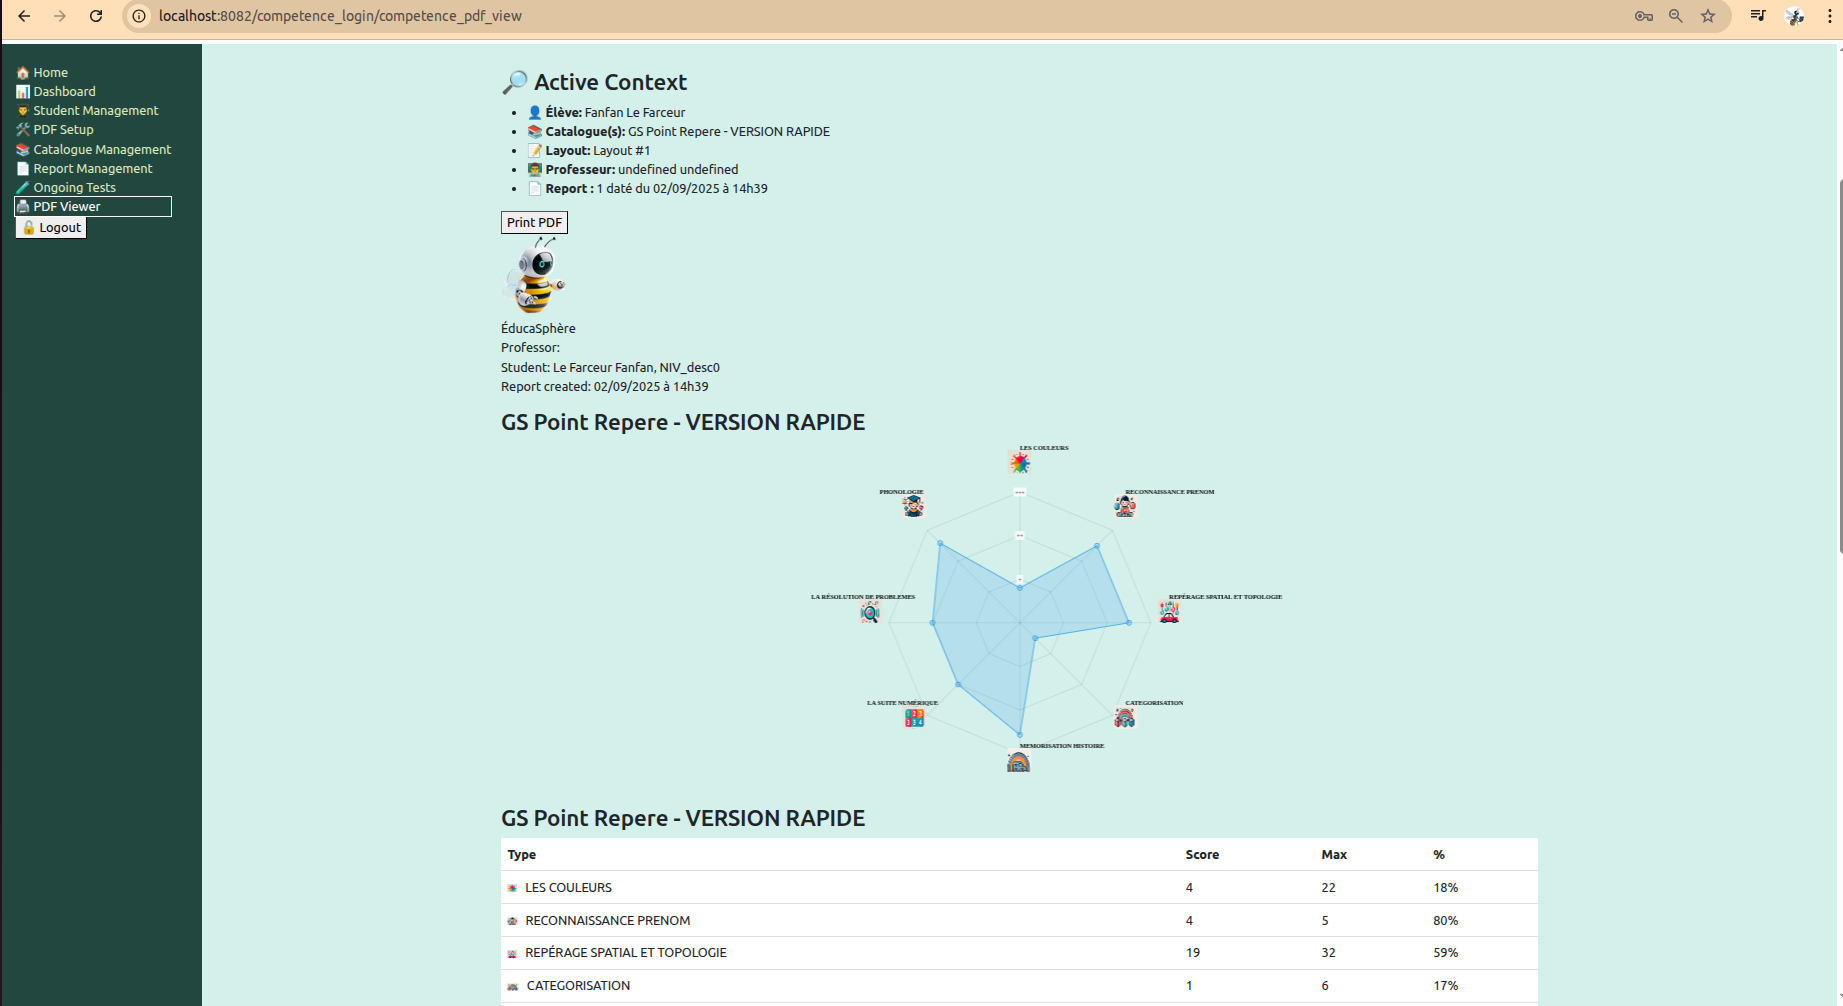 localhost:8082/competence_login/competence_pdf_view
Home
Dashboard
Student Management
PDF Setup
Catalogue Management
Report Management
Ongoing Tests
PDF Viewer
Logout
Active Context
Élève: Fanfan Le Farceur
Catalogue(s): GS Point Repere - VERSION RAPIDE
Layout: Layout #1
Professeur: undefined undefined
Report : 1 daté du 02/09/2025 à 14h39
Print PDF
ÉducaSphère
Professor:
Student: Le Farceur Fanfan, NIV_desc0
Report created: 02/09/2025 à 14h39
GS Point Repere - VERSION RAPIDE
LES COULEURS
PHONOLOGIE
RECONNAISSANCE PRENOM
LA RÉSOLUTION DE PROBLEMES
REPÉRAGE SPATIAL ET TOPOLOGIE
LA SUITE NUMÉRIQUE
CATEGORISATION
MEMORISATION HISTOIRE
GS Point Repere - VERSION RAPIDE
Type Score Max %
LES COULEURS 4 22 18%
RECONNAISSANCE PRENOM 4 5 80%
REPÉRAGE SPATIAL ET TOPOLOGIE 19 32 59%
CATEGORISATION 1 6 17%